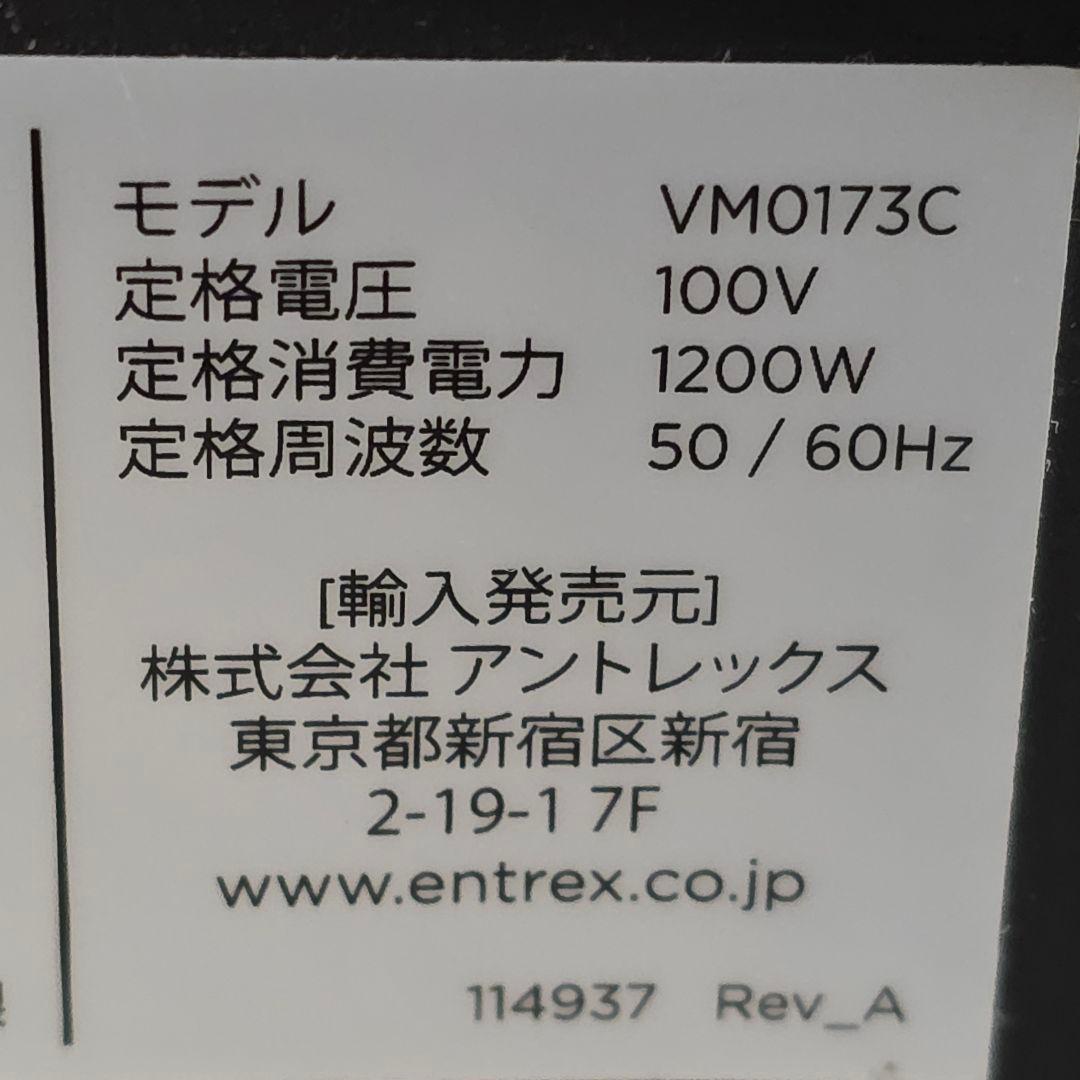 モデル VM0173C
定格電圧 100V
定格消費電力 1200W
定格周波数 50 / 60Hz
[輸入発売元]
株式会社 アントレックス
東京都新宿区新宿
2-19-1 7F
www.entrex.co.jp
114937 Rev_A